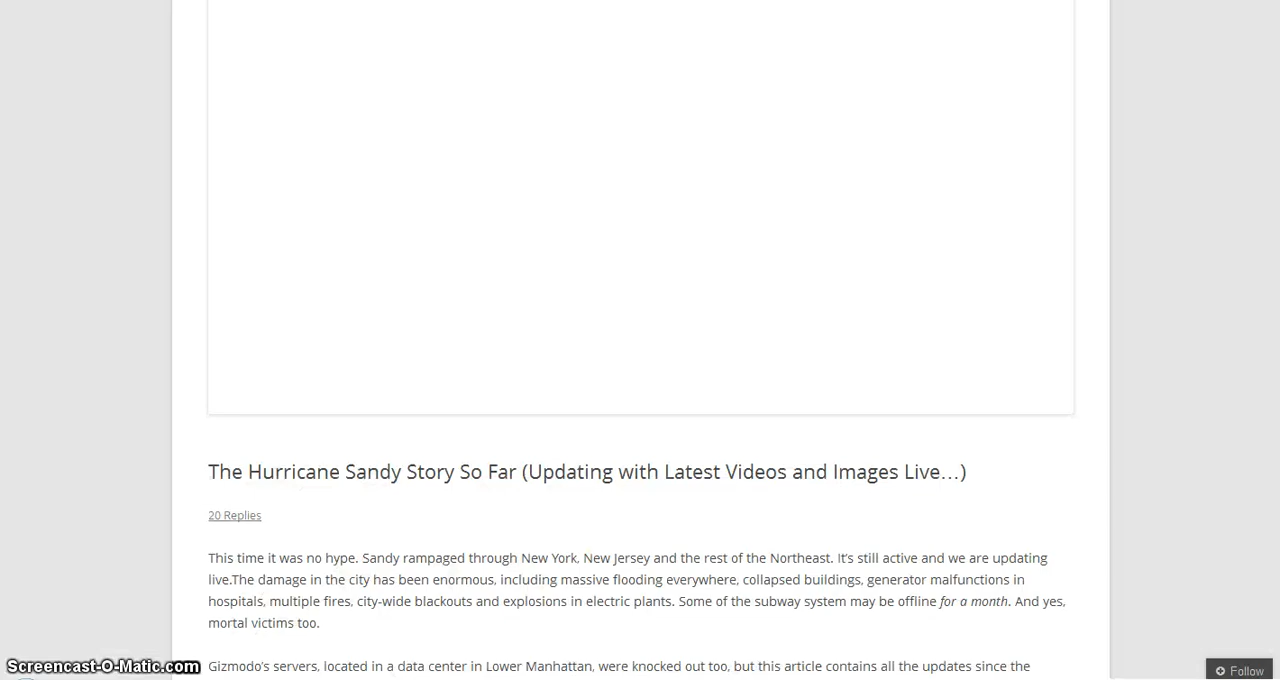 The Hurricane Sandy Story So Far (Updating with Latest Videos and Images Live…)
20 Replies
This time it was no hype. Sandy rampaged through New York, New Jersey and the rest of the Northeast. It's still active and we are updating
live.The damage in the city has been enormous, including massive flooding everywhere, collapsed buildings, generator malfunctions in
hospitals, multiple fires, city-wide blackouts and explosions in electric plants. Some of the subway system may be offline for a month. And yes,
mortal victims too.
Gizmodo's servers, located in a data center in Lower Manhattan, were knocked out too, but this article contains all the updates since the
Screencast-O-Matic.com
Follow